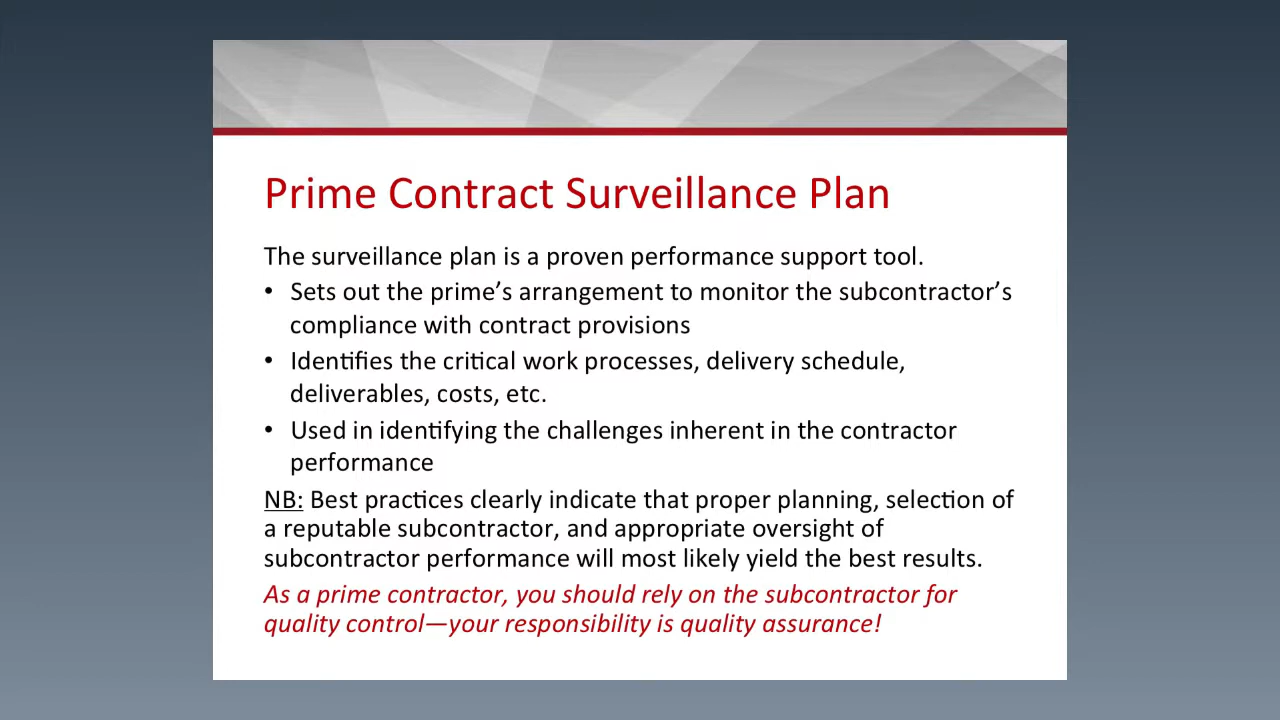 Prime Contract Surveillance Plan
The surveillance plan is a proven performance support tool.
• Sets out the prime’s arrangement to monitor the subcontractor’s
compliance with contract provisions
• Identifies the critical work processes, delivery schedule,
deliverables, costs, etc.
• Used in identifying the challenges inherent in the contractor
performance
NB: Best practices clearly indicate that proper planning, selection of
a reputable subcontractor, and appropriate oversight of
subcontractor performance will most likely yield the best results.
As a prime contractor, you should rely on the subcontractor for
quality control—your responsibility is quality assurance!